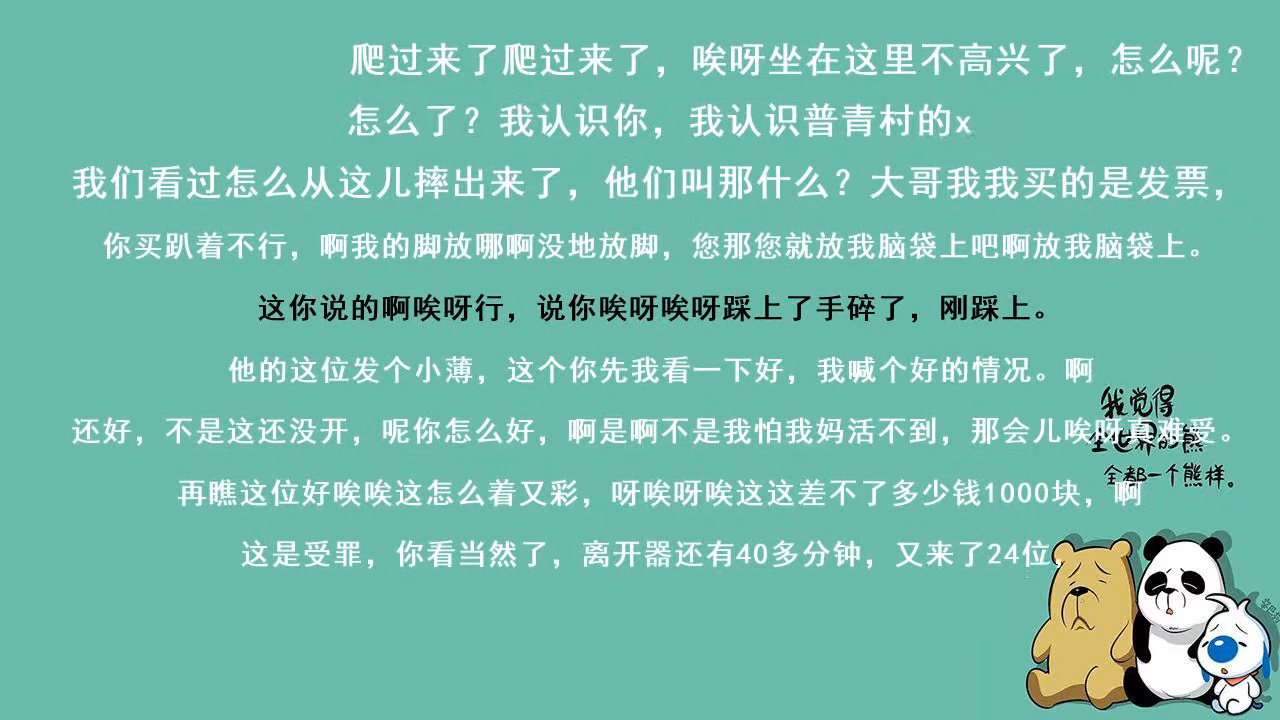 爬过来了爬过来了，唉呀坐在这里不高兴了，怎么呢？
怎么了？我认识你，我认识普青村的x
我们看过怎么从这儿摔出来了，他们叫那什么？大哥我我买的是发票，
你买趴着不行，啊我的脚放哪啊没地放脚，您那您就放我脑袋上吧啊放我脑袋上。
这你说的啊唉呀行，说你唉呀唉呀踩上了手碎了，刚踩上。
他的这位发个小薄，这个你先我看一下好，我喊个好的情况。啊
还好，不是这还没开，呢你怎么好，啊是啊不是我怕我妈活不到，那会儿唉呀真难受。
再瞧这位好唉唉这怎么着又彩，呀唉呀唉这这差不了多少钱1000块，啊
这是受罪，你看当然了，离开器还有40多分钟，又来了24位，
我觉得
全世界的熊
全都一个熊样。